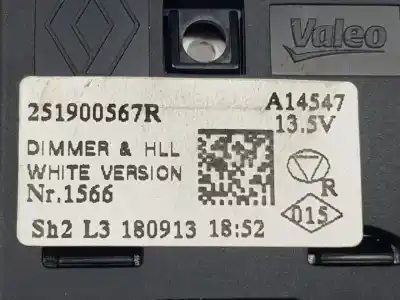 Valeo
251900567R
A14547
13.5V
DIMMER & HLL
WHITE VERSION
Nr.1566
R
015
Sh2 L3 180913 18:52